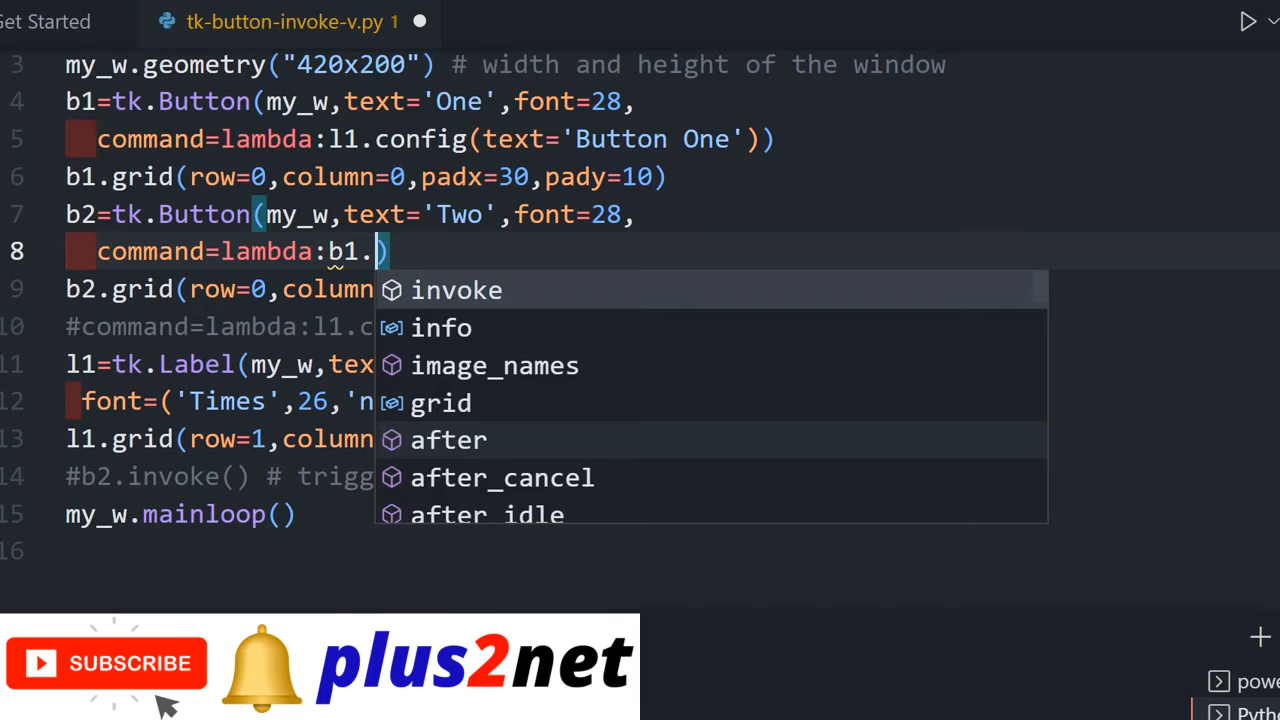 Get Started
tk-button-invoke-v.py 1
3 my_w.geometry("420x200") # width and height of the window
4 b1=tk.Button(my_w,text='One',font=28,
5 command=lambda:l1.config(text='Button One'))
6 b1.grid(row=0,column=0,padx=30,pady=10)
7 b2=tk.Button(my_w,text='Two',font=28,
8 command=lambda:b1.)
9 b2.grid(row=0,column
10 #command=lambda:l1.c
11 l1=tk.Label(my_w,tex
12 font=('Times',26,'n
13 l1.grid(row=1,column
14 #b2.invoke() # trigg
15 my_w.mainloop()
16
invoke
info
image_names
grid
after
after_cancel
after_idle
SUBSCRIBE
plus2net
powe
Pyth